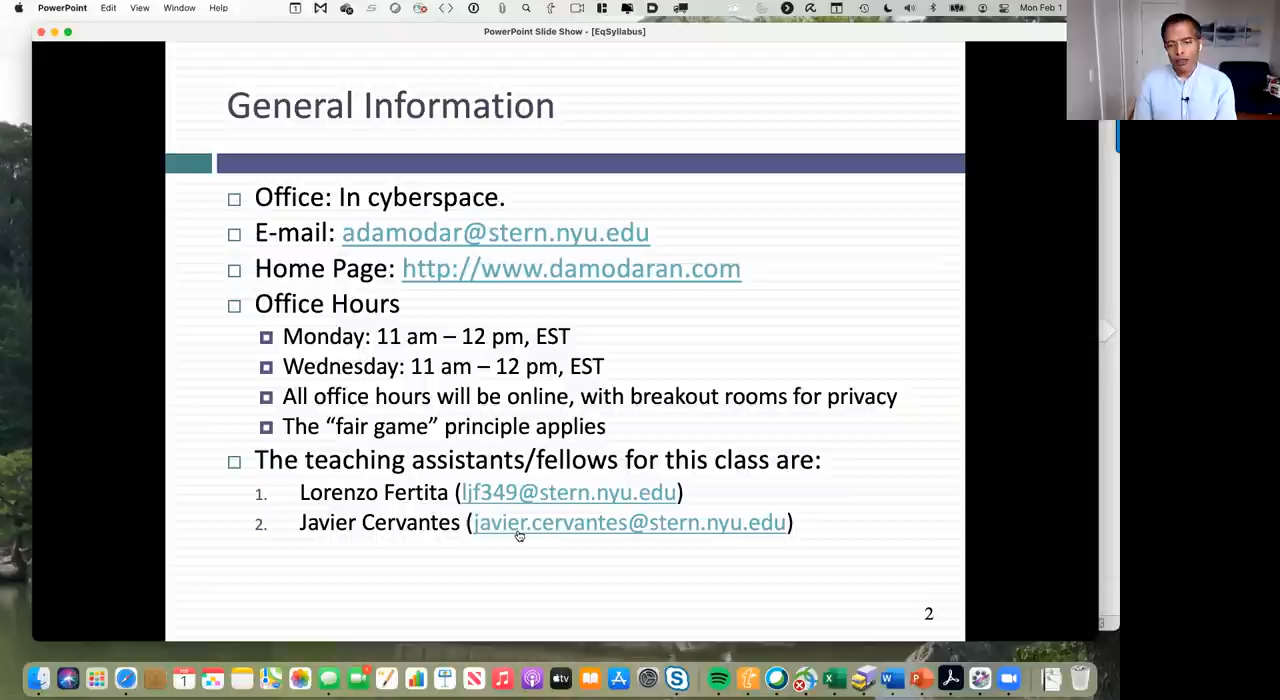 PowerPoint Edit View Window Help
Mon Feb 1
PowerPoint Slide Show - [EqSyllabus]
General Information
Office: In cyberspace.
E-mail: adamodar@stern.nyu.edu
Home Page: http://www.damodaran.com
Office Hours
Monday: 11 am – 12 pm, EST
Wednesday: 11 am – 12 pm, EST
All office hours will be online, with breakout rooms for privacy
The “fair game” principle applies
The teaching assistants/fellows for this class are:
1. Lorenzo Fertita (ljf349@stern.nyu.edu)
2. Javier Cervantes (javier.cervantes@stern.nyu.edu)
2